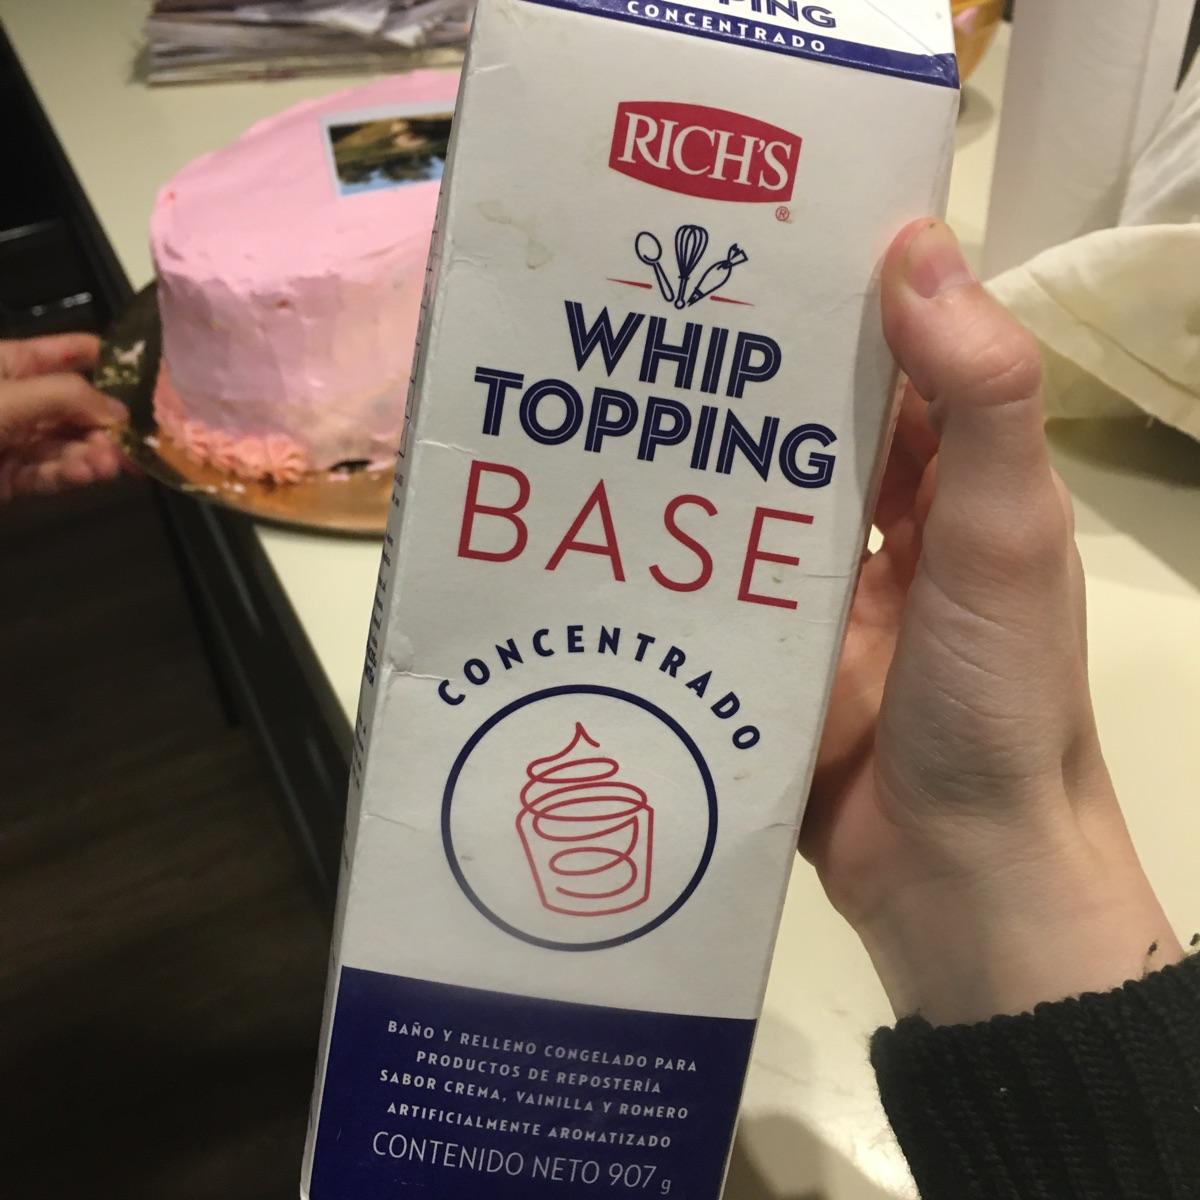 PING
CONCENTRADO
RICH'S
®
WHIP
TOPPING
BASE
CONCENTRADO
BAÑO Y RELLENO CONGELADO PARA
PRODUCTOS DE REPOSTERÍA
SABOR CREMA, VAINILLA Y ROMERO
ARTIFICIALMENTE AROMATIZADO
CONTENIDO NETO 907 g